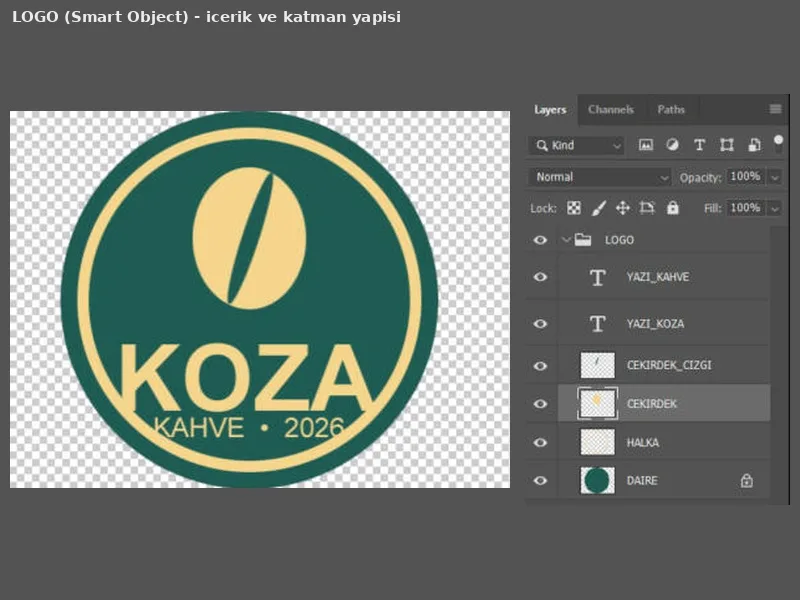 LOGO (Smart Object) - icerik ve katman yapisi
KOZA
KAHVE • 2026
Layers Channels Paths
Kind
Normal Opacity: 100%
Lock: Fill: 100%
LOGO
YAZI_KAHVE
YAZI_KOZA
CEKIRDEK_CIZGI
CEKIRDEK
HALKA
DAIRE